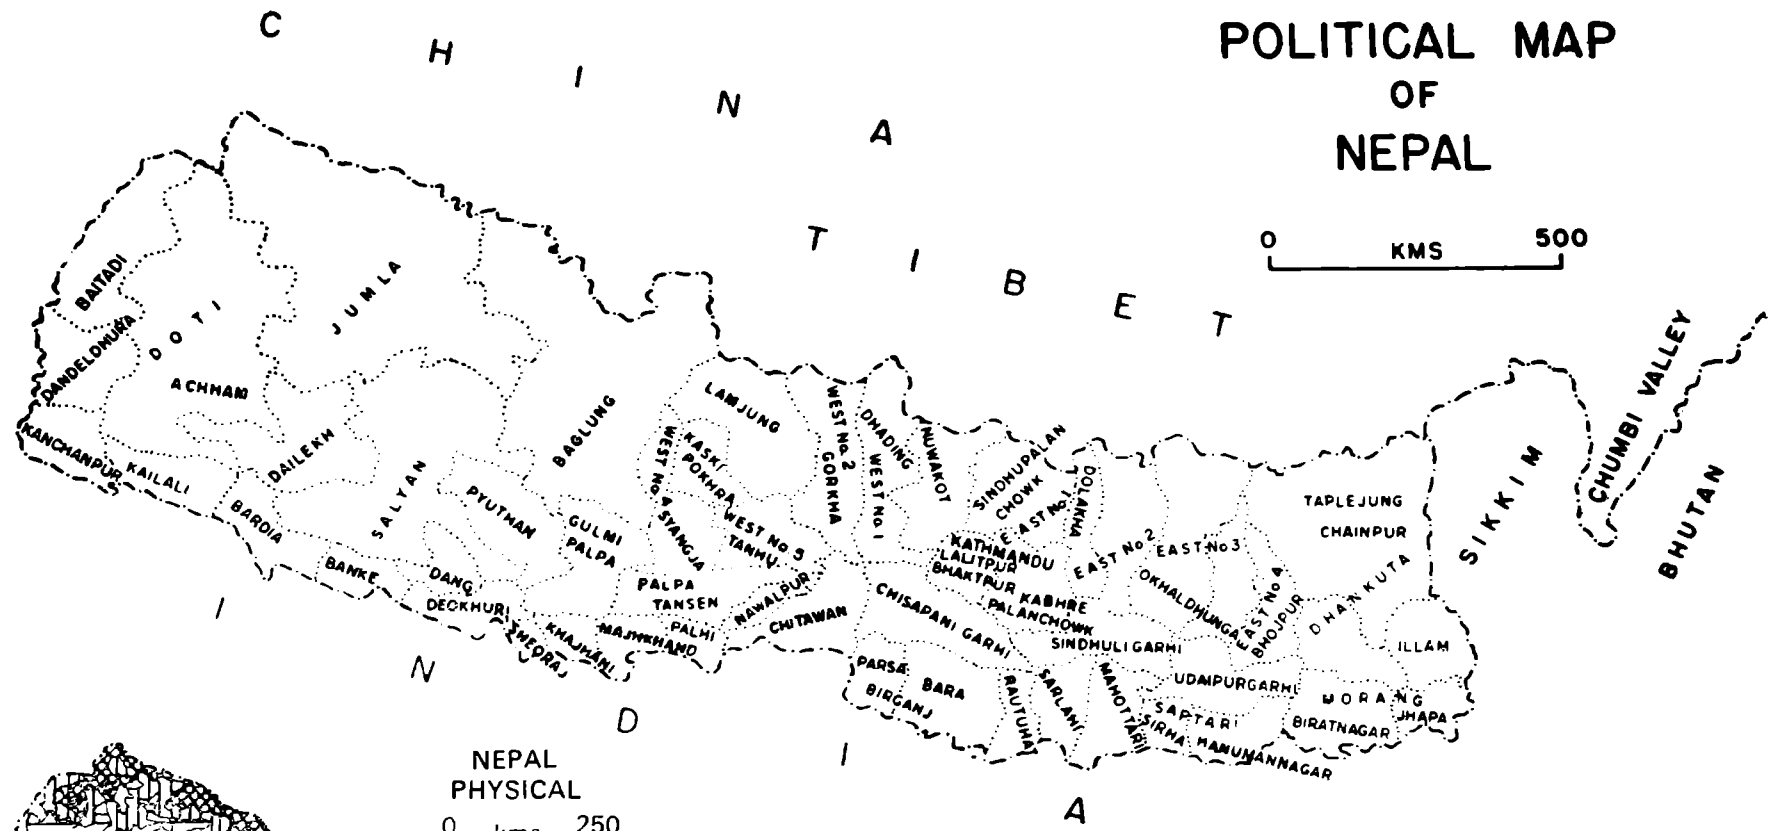 CHINA
TIBET
POLITICAL MAP
OF
NEPAL
0 500
KMS
BAITADI
DANDELDHURA
DOTI
JUMLA
ACHHAM
KANCHANPUR
KAILALI
DAILEKH
BARDIA
SALYAN
BANKE
PYUTHAN
DANG
DEOKHURI
SHEORAJ
KHAJHANI
MAJHKHAND
BAGLUNG
GULMI
PALPA
PALPA
TANSEN
PALHI
LAMJUNG
KASKI
POKHRA
WEST No 4 SYANGJA
WEST No 5
TANHU
NAWALPUR
CHITAWAN
WEST No. 2
GORKHA
DHADING
WEST No. 1
NUWAKOT
SINDHUPALAN
CHOWK
EAST No. 1
DOLAKHA
KATHMANDU
LALITPUR
BHAKTPUR
KABHRE
PALANCHOWK
EAST No 2
EAST No 3
OKHALDHUNGA
EAST No 4
BHOJPUR
CHISAPANI GARHI
SINDHULI GARHI
PARSA
BIRGANJ
BARA
RAUTUHAT
SARLAHI
MAHOTTARI
UDAIPURGARHI
SAPTARI
SIRHA
HANUMANNAGAR
TAPLEJUNG
CHAINPUR
DHANKUTA
ILLAM
MORANG
BIRATNAGAR
JHAPA
SIKKIM
CHUMBI VALLEY
BHUTAN
INDIA
NEPAL
PHYSICAL
0 kms 250